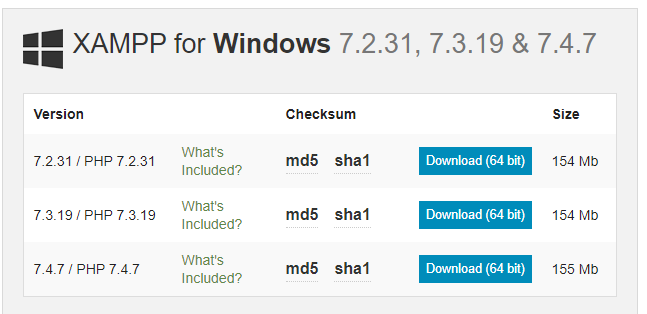 XAMPP for Windows 7.2.31, 7.3.19 & 7.4.7
Version Checksum Size
7.2.31 / PHP 7.2.31 What's Included? md5 sha1 Download (64 bit) 154 Mb
7.3.19 / PHP 7.3.19 What's Included? md5 sha1 Download (64 bit) 154 Mb
7.4.7 / PHP 7.4.7 What's Included? md5 sha1 Download (64 bit) 155 Mb